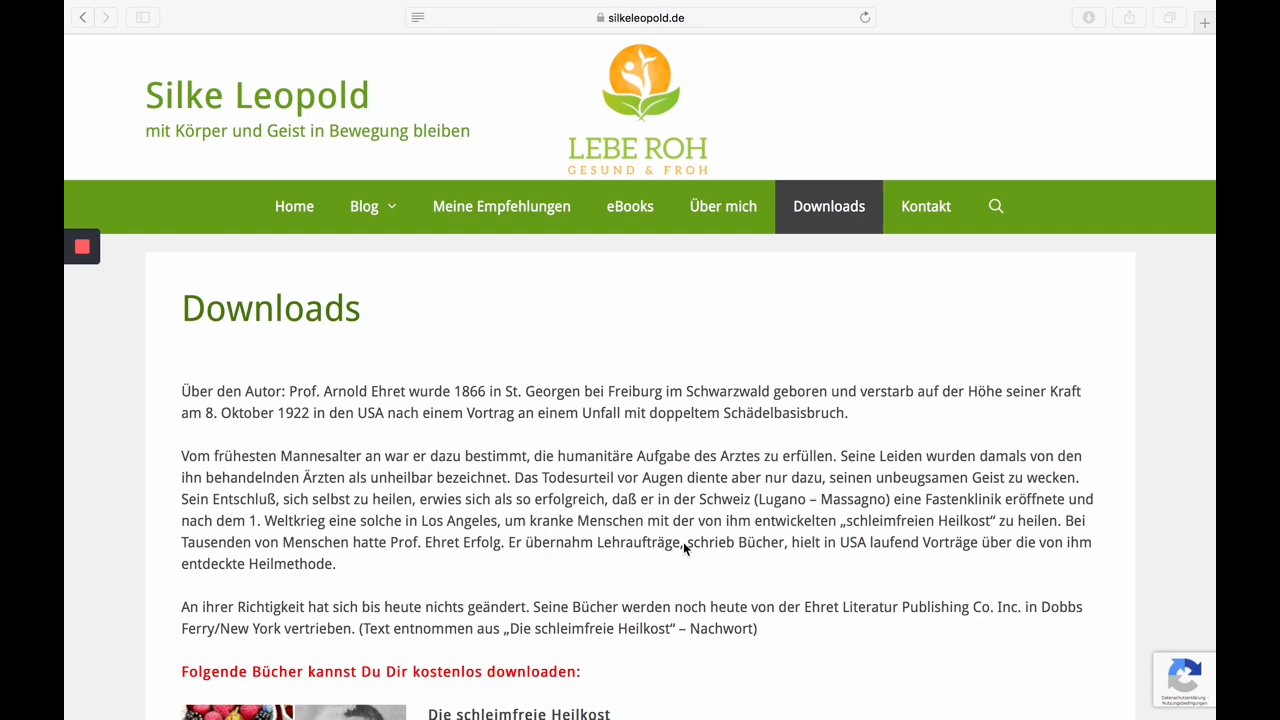 silkeleopold.de
Silke Leopold
mit Körper und Geist in Bewegung bleiben
LEBE ROH
GESUND & FROH
Home Blog Meine Empfehlungen eBooks Über mich Downloads Kontakt
Downloads
Über den Autor: Prof. Arnold Ehret wurde 1866 in St. Georgen bei Freiburg im Schwarzwald geboren und verstarb auf der Höhe seiner Kraft
am 8. Oktober 1922 in den USA nach einem Vortrag an einem Unfall mit doppeltem Schädelbasisbruch.
Vom frühesten Mannesalter an war er dazu bestimmt, die humanitäre Aufgabe des Arztes zu erfüllen. Seine Leiden wurden damals von den
ihn behandelnden Ärzten als unheilbar bezeichnet. Das Todesurteil vor Augen diente aber nur dazu, seinen unbeugsamen Geist zu wecken.
Sein Entschluß, sich selbst zu heilen, erwies sich als so erfolgreich, daß er in der Schweiz (Lugano – Massagno) eine Fastenklinik eröffnete und
nach dem 1. Weltkrieg eine solche in Los Angeles, um kranke Menschen mit der von ihm entwickelten „schleimfreien Heilkost“ zu heilen. Bei
Tausenden von Menschen hatte Prof. Ehret Erfolg. Er übernahm Lehraufträge, schrieb Bücher, hielt in USA laufend Vorträge über die von ihm
entdeckte Heilmethode.
An ihrer Richtigkeit hat sich bis heute nichts geändert. Seine Bücher werden noch heute von der Ehret Literatur Publishing Co. Inc. in Dobbs
Ferry/New York vertrieben. (Text entnommen aus „Die schleimfreie Heilkost“ – Nachwort)
Folgende Bücher kannst Du Dir kostenlos downloaden:
Die schleimfreie Heilkost
Datenschutzerklärung -
Nutzungsbedingungen